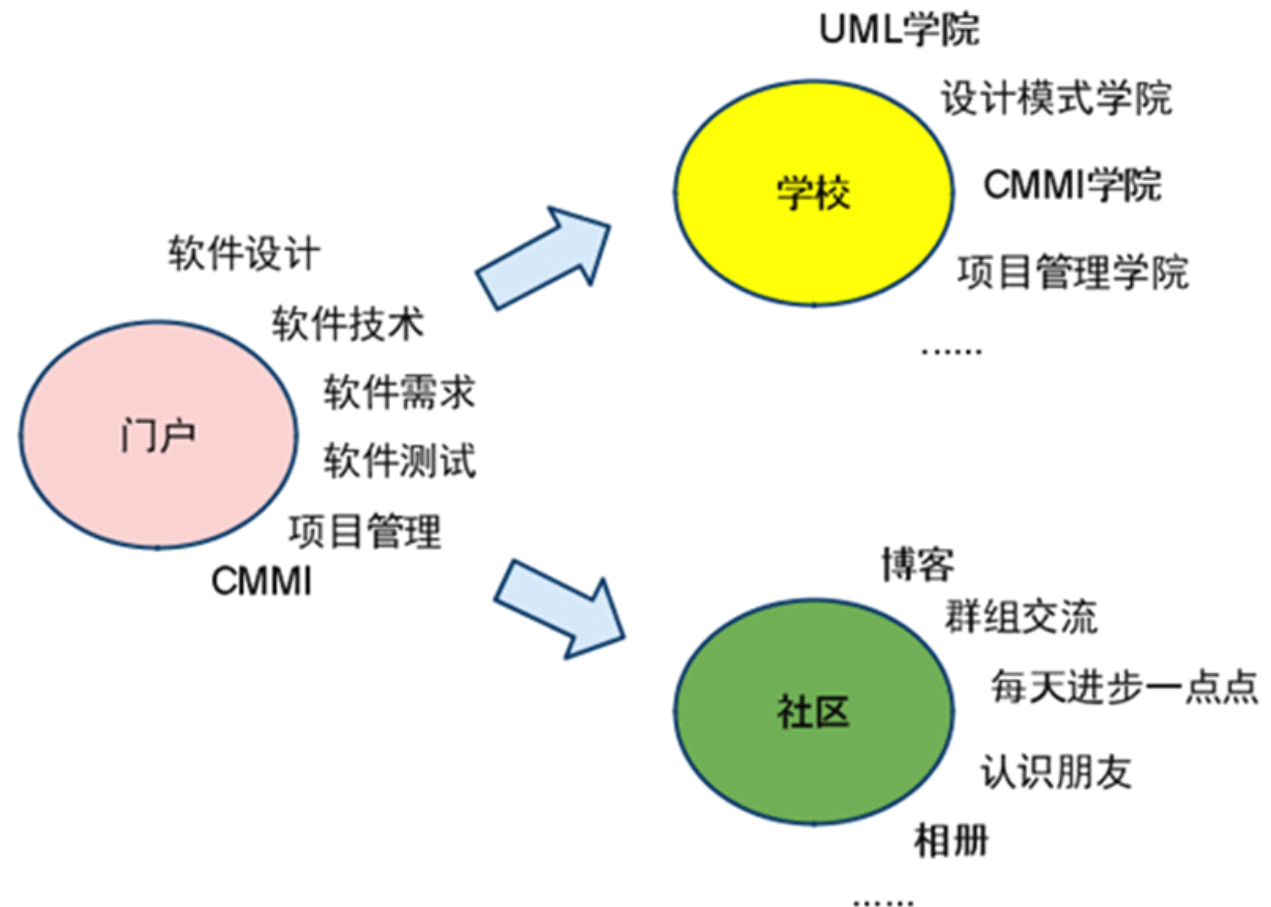 UML学院
设计模式学院
学校
CMMI学院
项目管理学院
……
软件设计
软件技术
软件需求
门户
软件测试
项目管理
CMMI
博客
群组交流
每天进步一点点
社区
认识朋友
相册
……